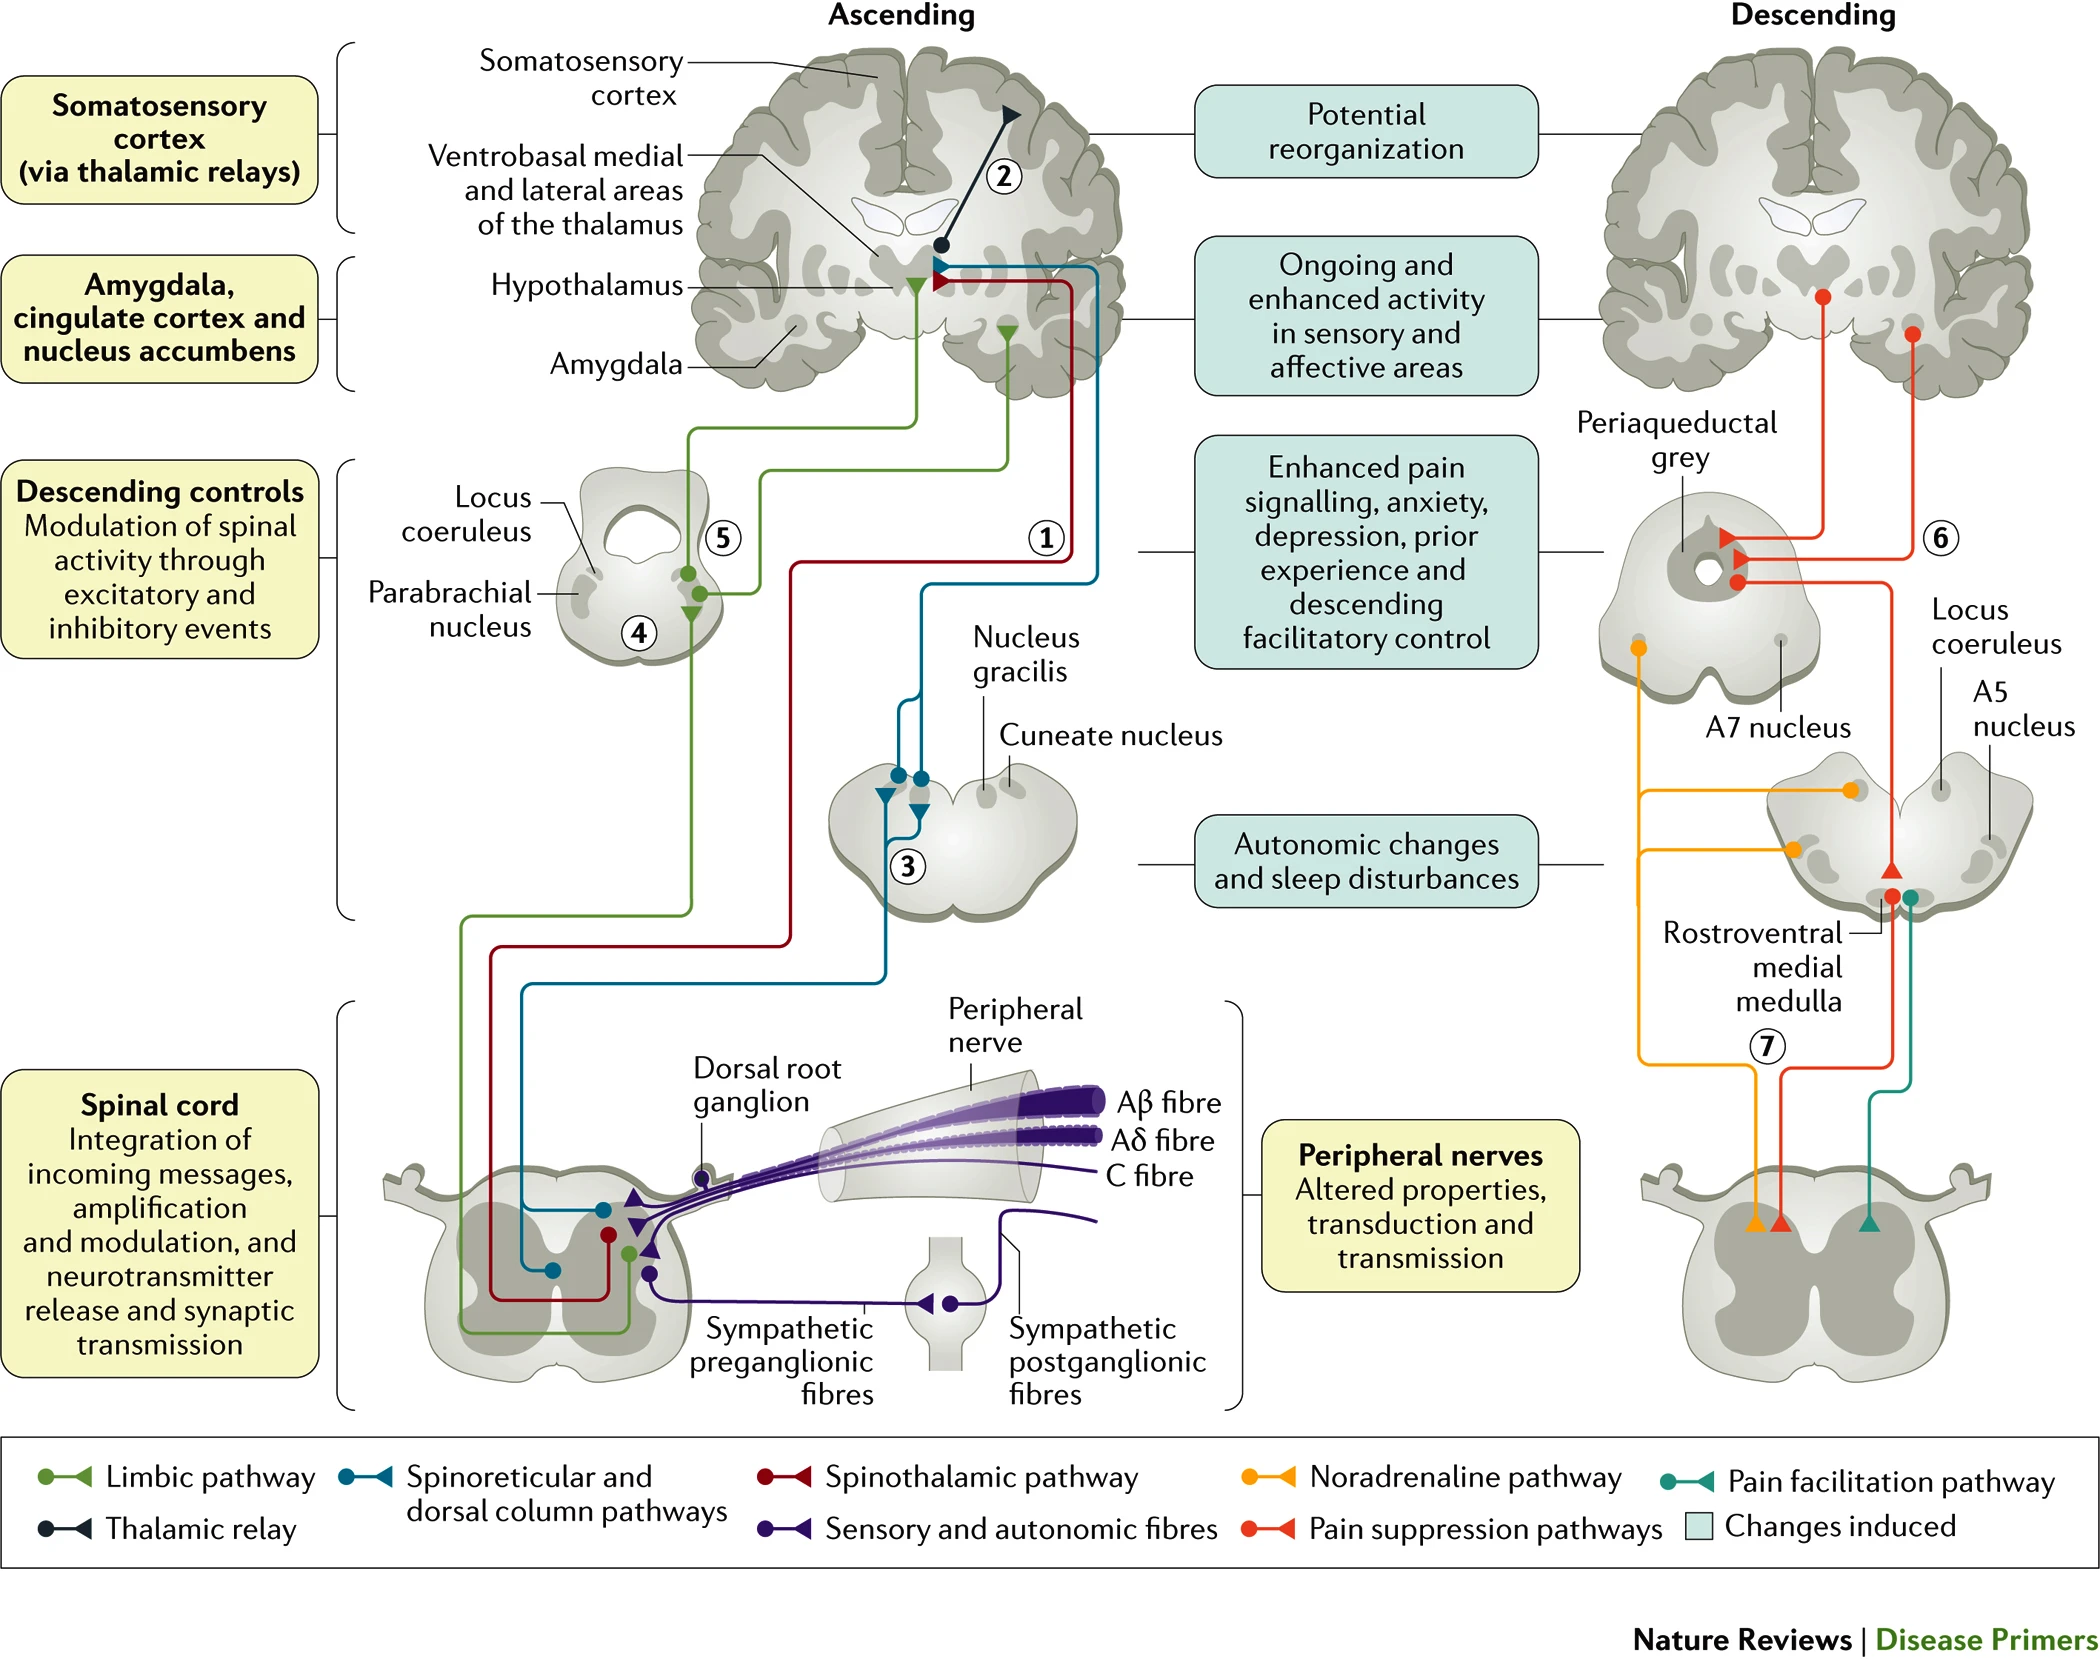 Ascending
Descending
Somatosensory
cortex
(via thalamic relays)
Somatosensory
cortex
Ventrobasal medial
and lateral areas
of the thalamus
2
Potential
reorganization
Amygdala,
cingulate cortex and
nucleus accumbens
Hypothalamus
Amygdala
Ongoing and
enhanced activity
in sensory and
affective areas
Descending controls
Modulation of spinal
activity through
excitatory and
inhibitory events
Locus
coeruleus
Parabrachial
nucleus
5
4
1
Enhanced pain
signalling, anxiety,
depression, prior
experience and
descending
facilitatory control
Periaqueductal
grey
6
A7 nucleus
Locus
coeruleus
A5
nucleus
Nucleus
gracilis
Cuneate nucleus
3
Autonomic changes
and sleep disturbances
Rostroventral
medial
medulla
7
Spinal cord
Integration of
incoming messages,
amplification
and modulation, and
neurotransmitter
release and synaptic
transmission
Dorsal root
ganglion
Peripheral
nerve
Aβ fibre
Aδ fibre
C fibre
Sympathetic
preganglionic
fibres
Sympathetic
postganglionic
fibres
Peripheral nerves
Altered properties,
transduction and
transmission
Limbic pathway
Thalamic relay
Spinoreticular and
dorsal column pathways
Spinothalamic pathway
Sensory and autonomic fibres
Noradrenaline pathway
Pain suppression pathways
Pain facilitation pathway
Changes induced
Nature Reviews | Disease Primers